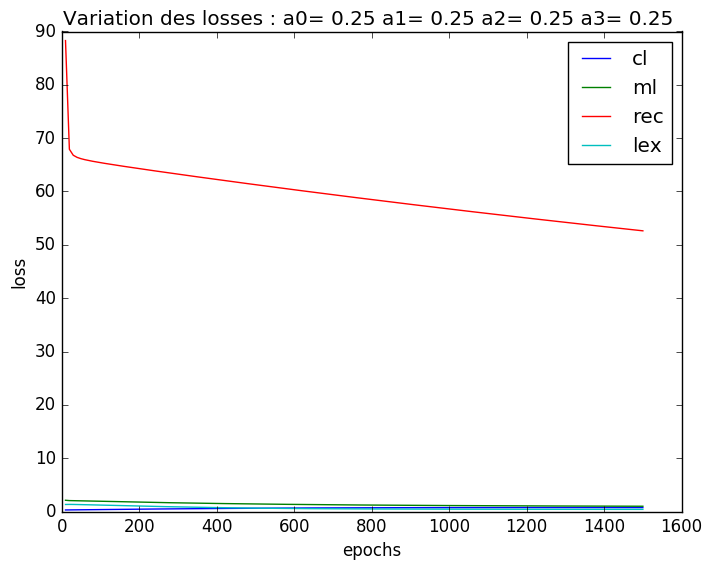 Variation des losses : a0= 0.25 a1= 0.25 a2= 0.25 a3= 0.25
90
80
70
60
50
40
30
20
10
0
loss
cl
ml
rec
lex
0 200 400 600 800 1000 1200 1400 1600
epochs